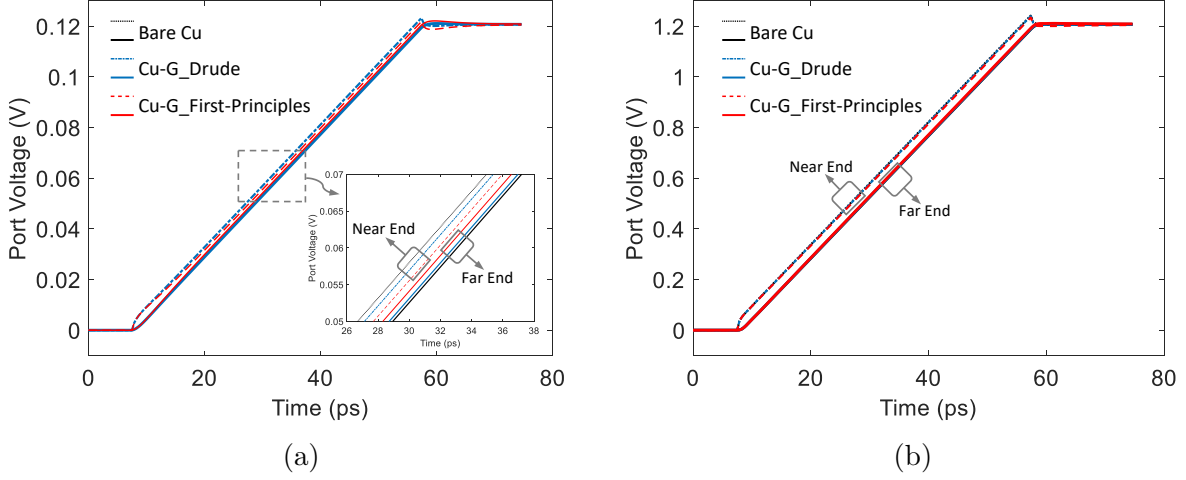 0.12
0.1
0.08
0.06
0.04
0.02
0
Port Voltage (V)
Bare Cu
Cu-G_Drude
Cu-G_First-Principles
0.07
0.065
0.06
0.055
0.05
Port Voltage (V)
Near End
Far End
26 28 30 32 34 36 38
Time (ps)
0 20 40 60 80
Time (ps)
(a)
1.2
1
0.8
0.6
0.4
0.2
0
Port Voltage (V)
Bare Cu
Cu-G_Drude
Cu-G_First-Principles
Near End
Far End
0 20 40 60 80
Time (ps)
(b)